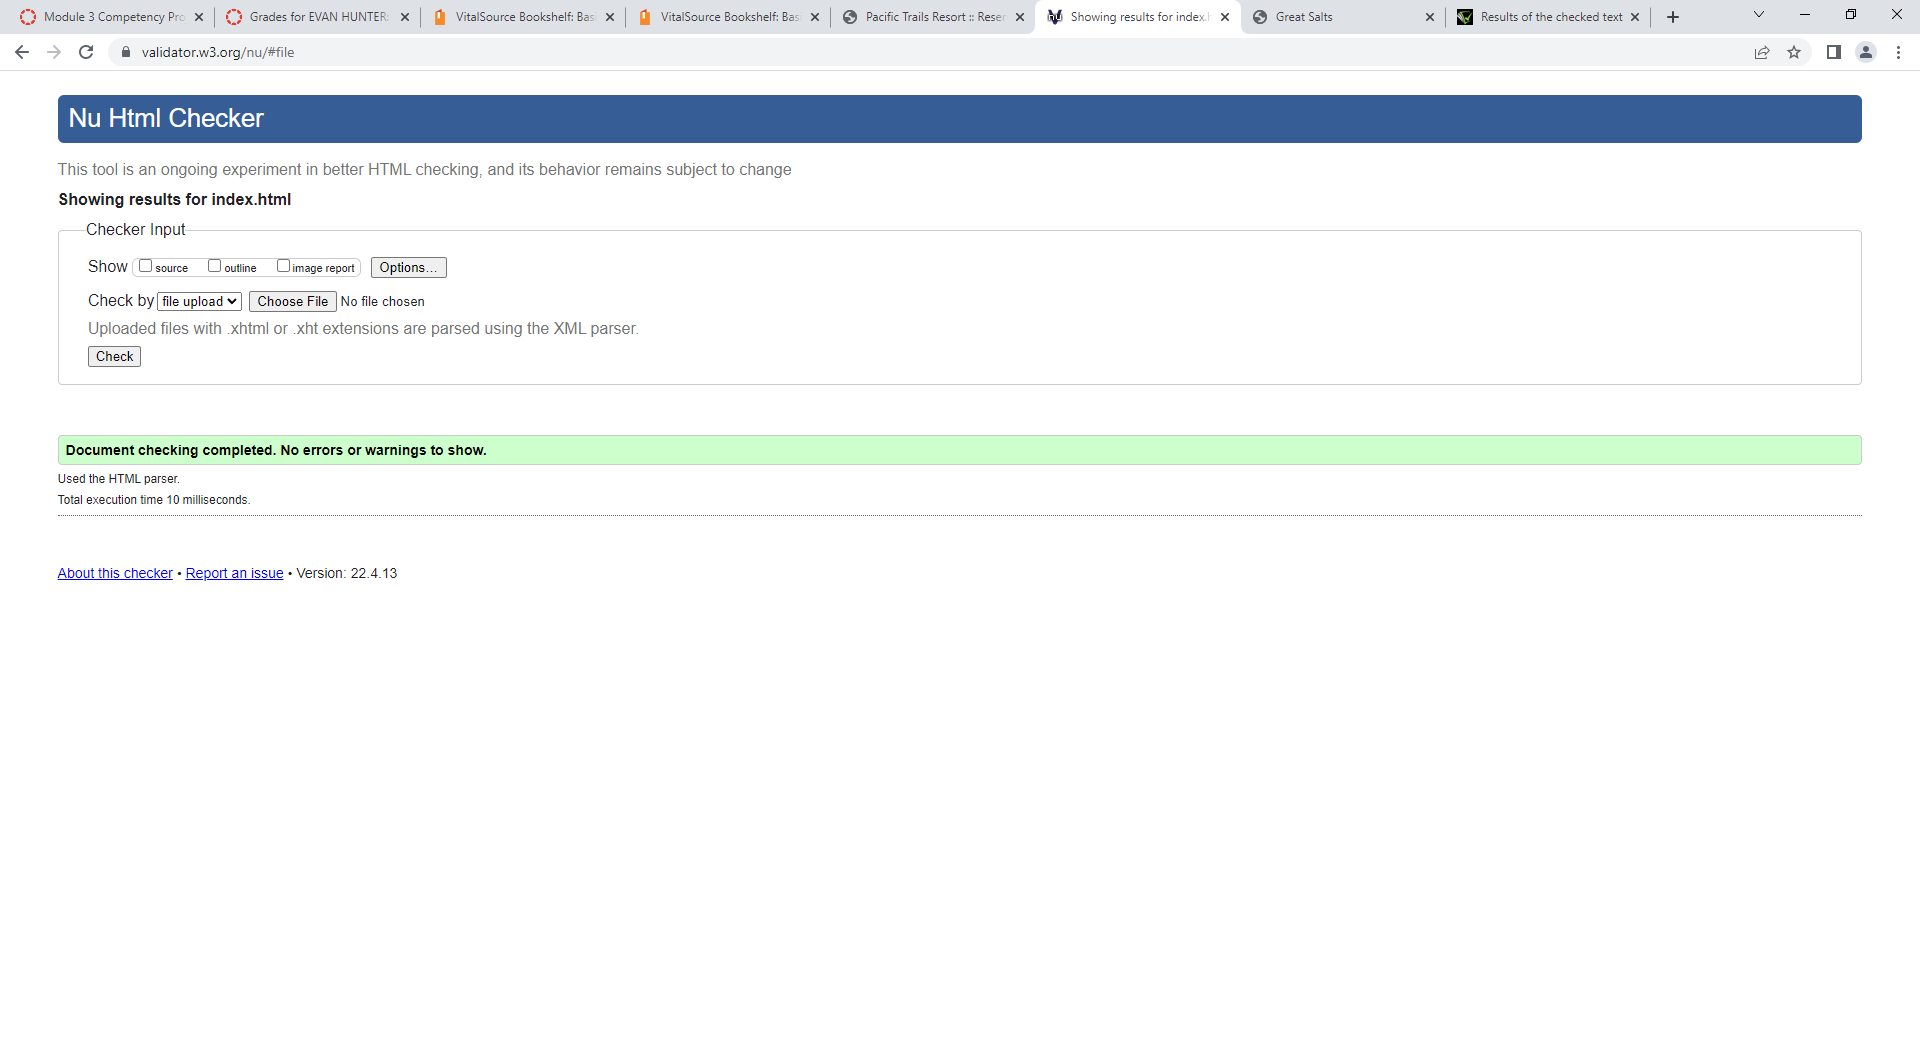 Module 3 Competency Pro
Grades for EVAN HUNTER
VitalSource Bookshelf: Bas
VitalSource Bookshelf: Bas
Pacific Trails Resort :: Reser
Showing results for index.h
Great Salts
Results of the checked text
validator.w3.org/nu/#file
Nu Html Checker
This tool is an ongoing experiment in better HTML checking, and its behavior remains subject to change
Showing results for index.html
Checker Input
Show source outline image report Options...
Check by file upload Choose File No file chosen
Uploaded files with .xhtml or .xht extensions are parsed using the XML parser.
Check
Document checking completed. No errors or warnings to show.
Used the HTML parser.
Total execution time 10 milliseconds.
About this checker • Report an issue • Version: 22.4.13